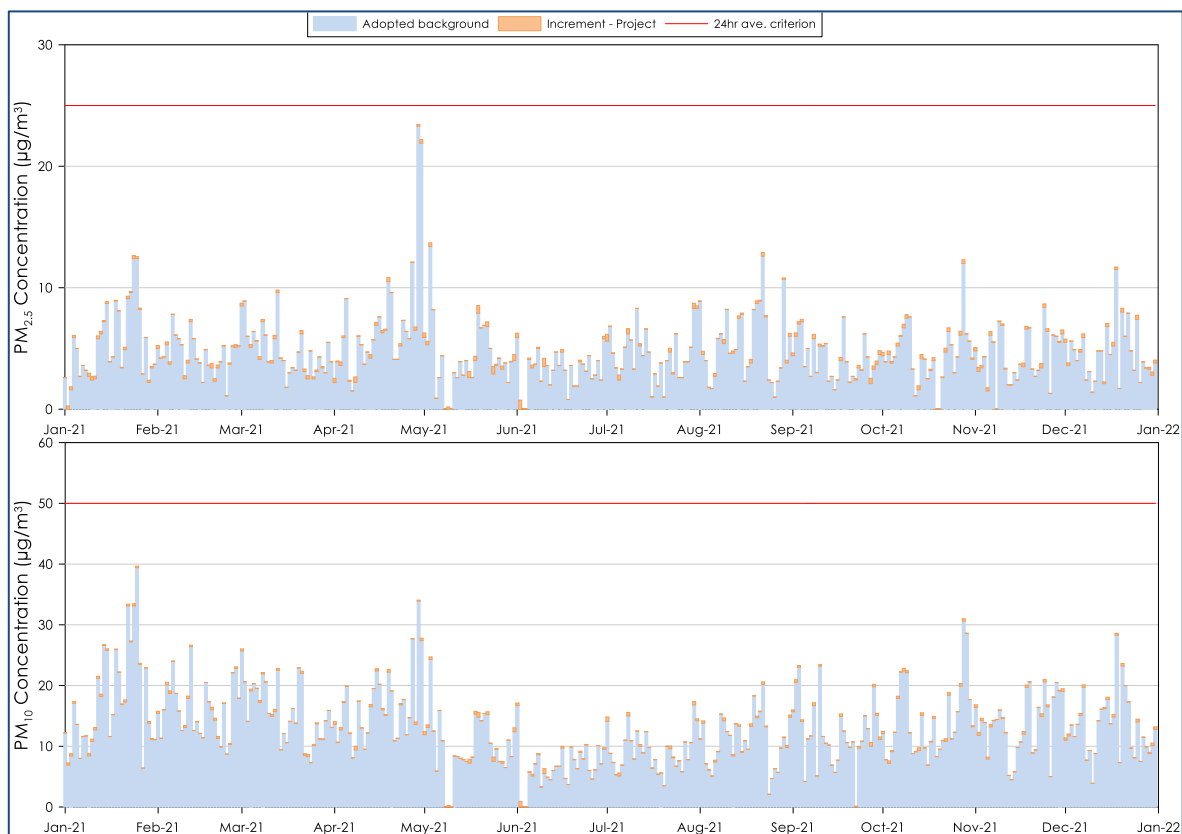 Adopted background Increment - Project 24hr ave. criterion
PM2.5 Concentration (µg/m³)
30
20
10
0
Jan-21 Feb-21 Mar-21 Apr-21 May-21 Jun-21 Jul-21 Aug-21 Sep-21 Oct-21 Nov-21 Dec-21 Jan-22
PM10 Concentration (µg/m³)
60
50
40
30
20
10
0
Jan-21 Feb-21 Mar-21 Apr-21 May-21 Jun-21 Jul-21 Aug-21 Sep-21 Oct-21 Nov-21 Dec-21 Jan-22